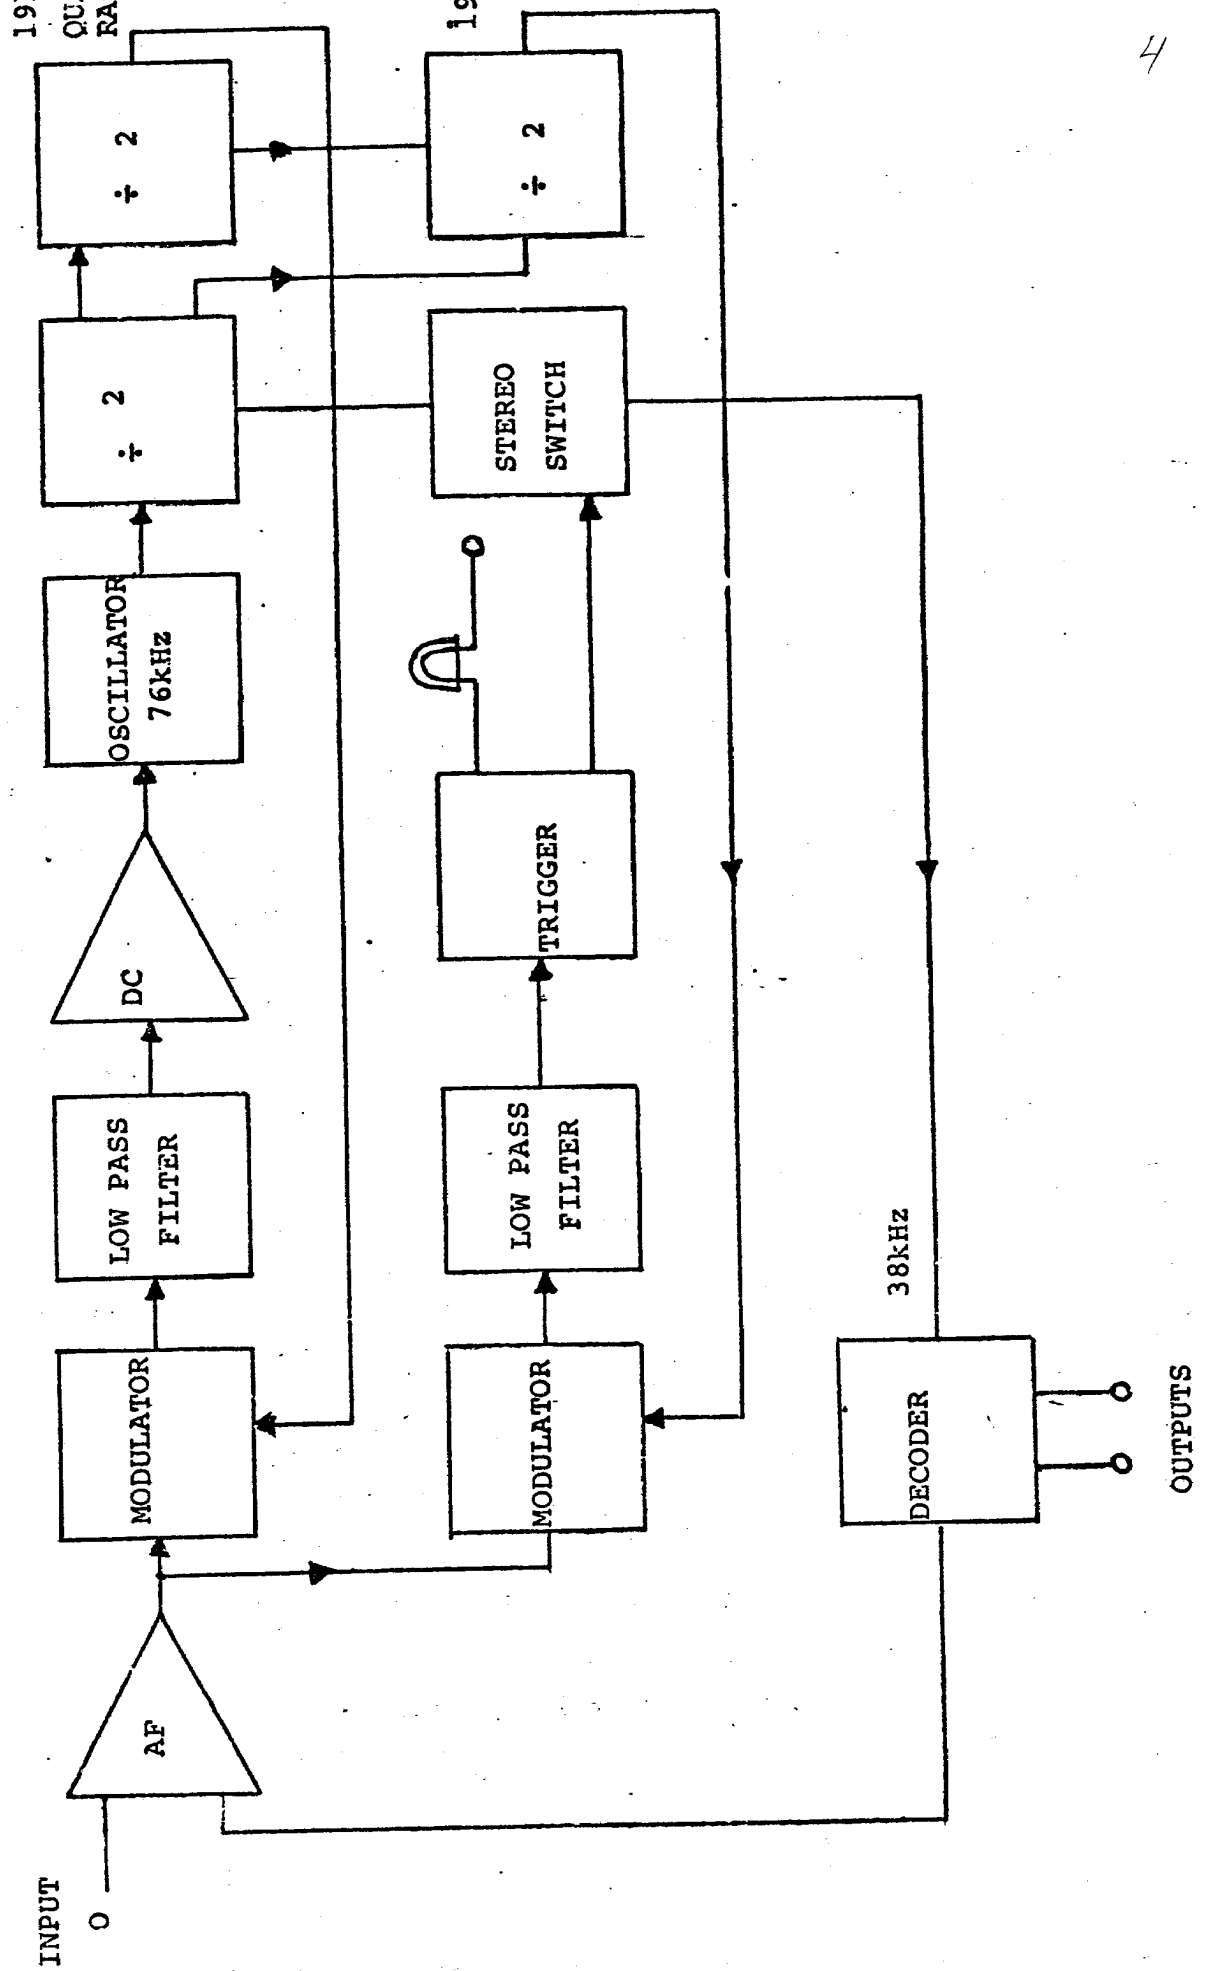 INPUT
O
AF
MODULATOR
LOW PASS
FILTER
DC
OSCILLATOR
76kHz
÷ 2
÷ 2
MODULATOR
LOW PASS
FILTER
TRIGGER
STEREO
SWITCH
÷ 2
DECODER
38kHz
OUTPUTS
4